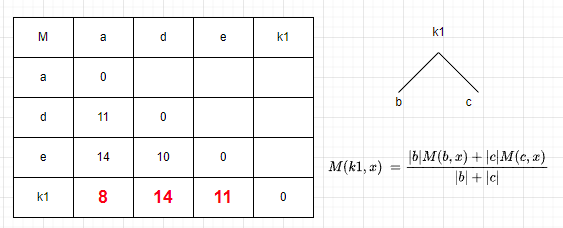 M a d e k1
a 0
d 11 0
e 14 10 0
k1 8 14 11 0
k1
b c
M(k1, x) = |b|M(b, x) + |c|M(c, x) / |b| + |c|